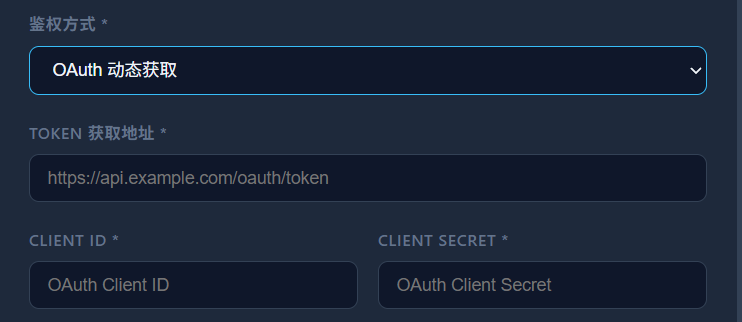 鉴权方式 *
OAuth 动态获取
TOKEN 获取地址 *
https://api.example.com/oauth/token
CLIENT ID * CLIENT SECRET *
OAuth Client ID OAuth Client Secret